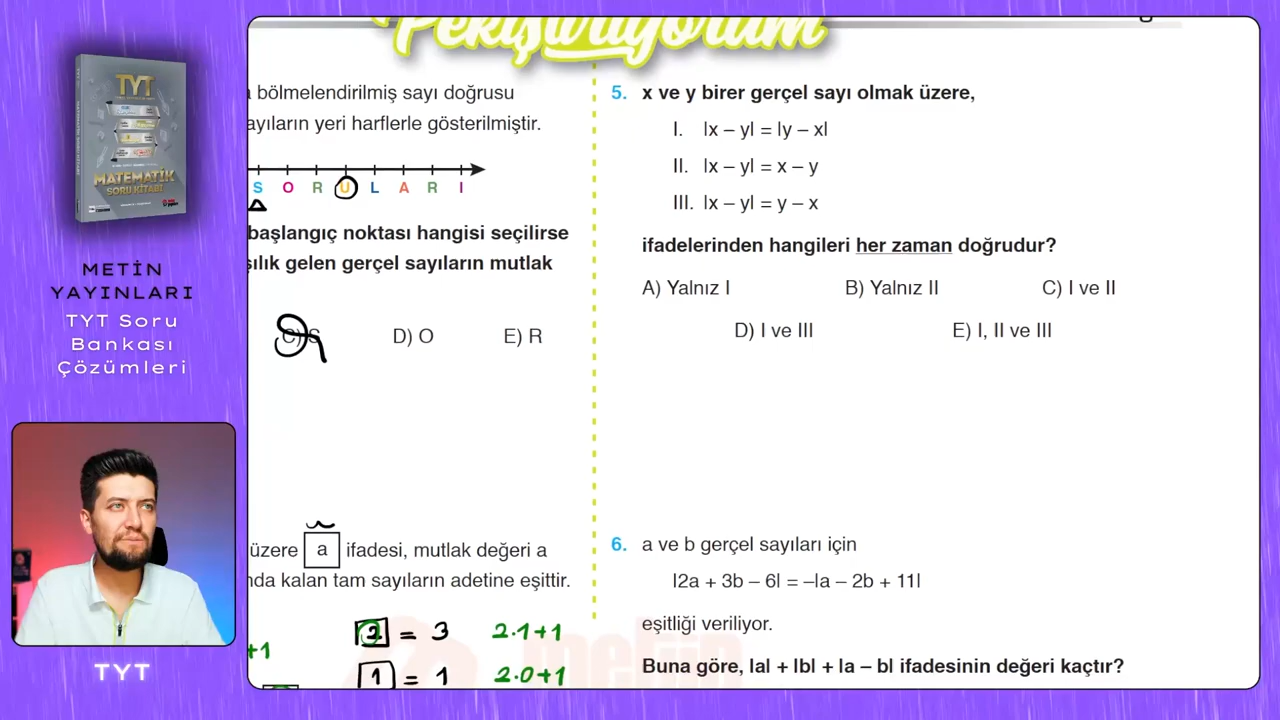 TYT
MATEMATİK
SORU KİTABI
METİN
YAYINLARI
TYT Soru
Bankası
Çözümleri
TYT
Pekiştiriyorum
bölmelendirilmiş sayı doğrusu
ayıların yeri harflerle gösterilmiştir.
S O R U L A R I
başlangıç noktası hangisi seçilirse
şılık gelen gerçel sayıların mutlak
C) S D) O E) R
üzere a ifadesi, mutlak değeri a
nda kalan tam sayıların adetine eşittir.
2 = 3 2·1+1
+1
1 = 1 2·0+1
5. x ve y birer gerçel sayı olmak üzere,
I. |x – y| = |y – x|
II. |x – y| = x – y
III. |x – y| = y – x
ifadelerinden hangileri her zaman doğrudur?
A) Yalnız I B) Yalnız II C) I ve II
D) I ve III E) I, II ve III
6. a ve b gerçel sayıları için
|2a + 3b – 6| = –|a – 2b + 11|
eşitliği veriliyor.
Buna göre, |a| + |b| + |a – b| ifadesinin değeri kaçtır?
metin